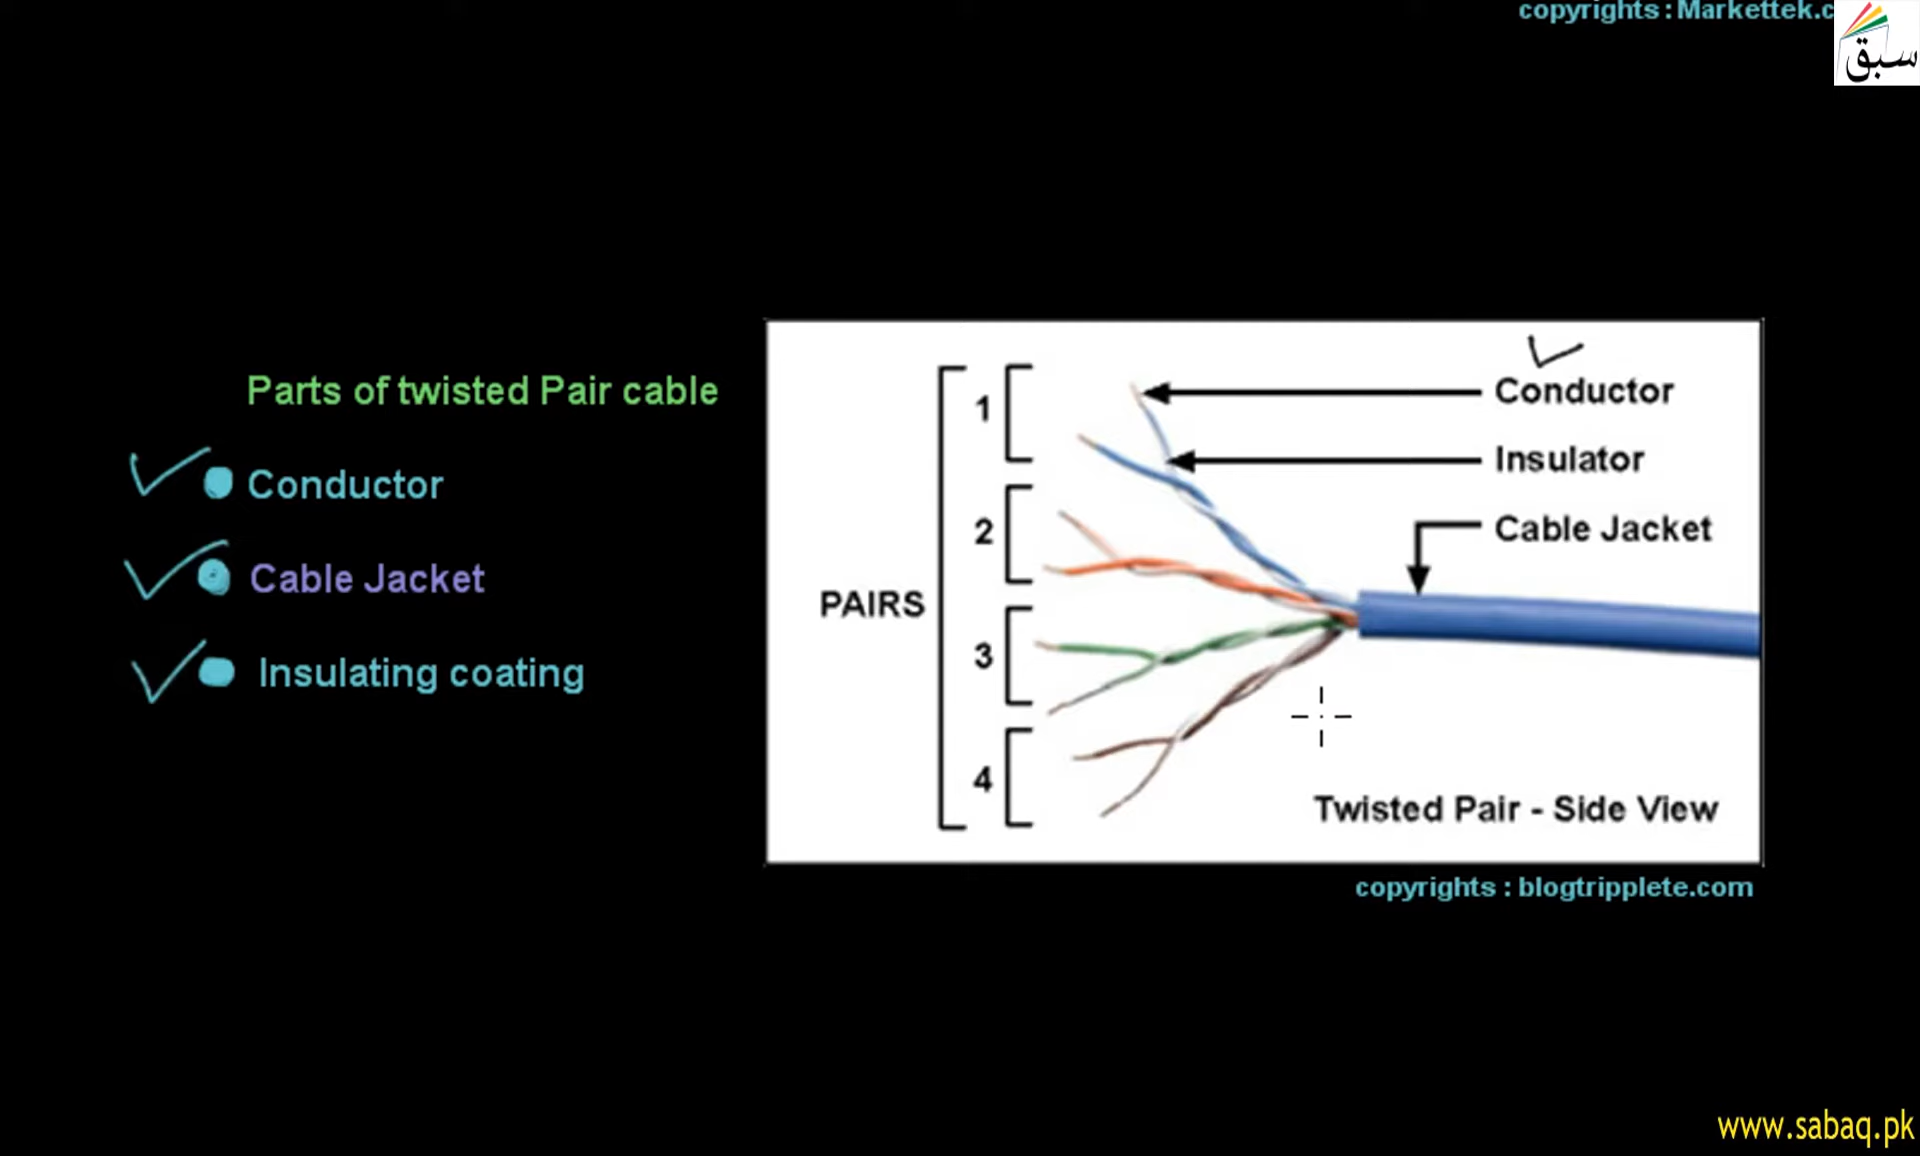 copyrights : Markettek.c
سبق
Parts of twisted Pair cable
Conductor
Cable Jacket
Insulating coating
PAIRS
1
2
3
4
Conductor
Insulator
Cable Jacket
Twisted Pair - Side View
copyrights : blogtripplete.com
www.sabaq.pk